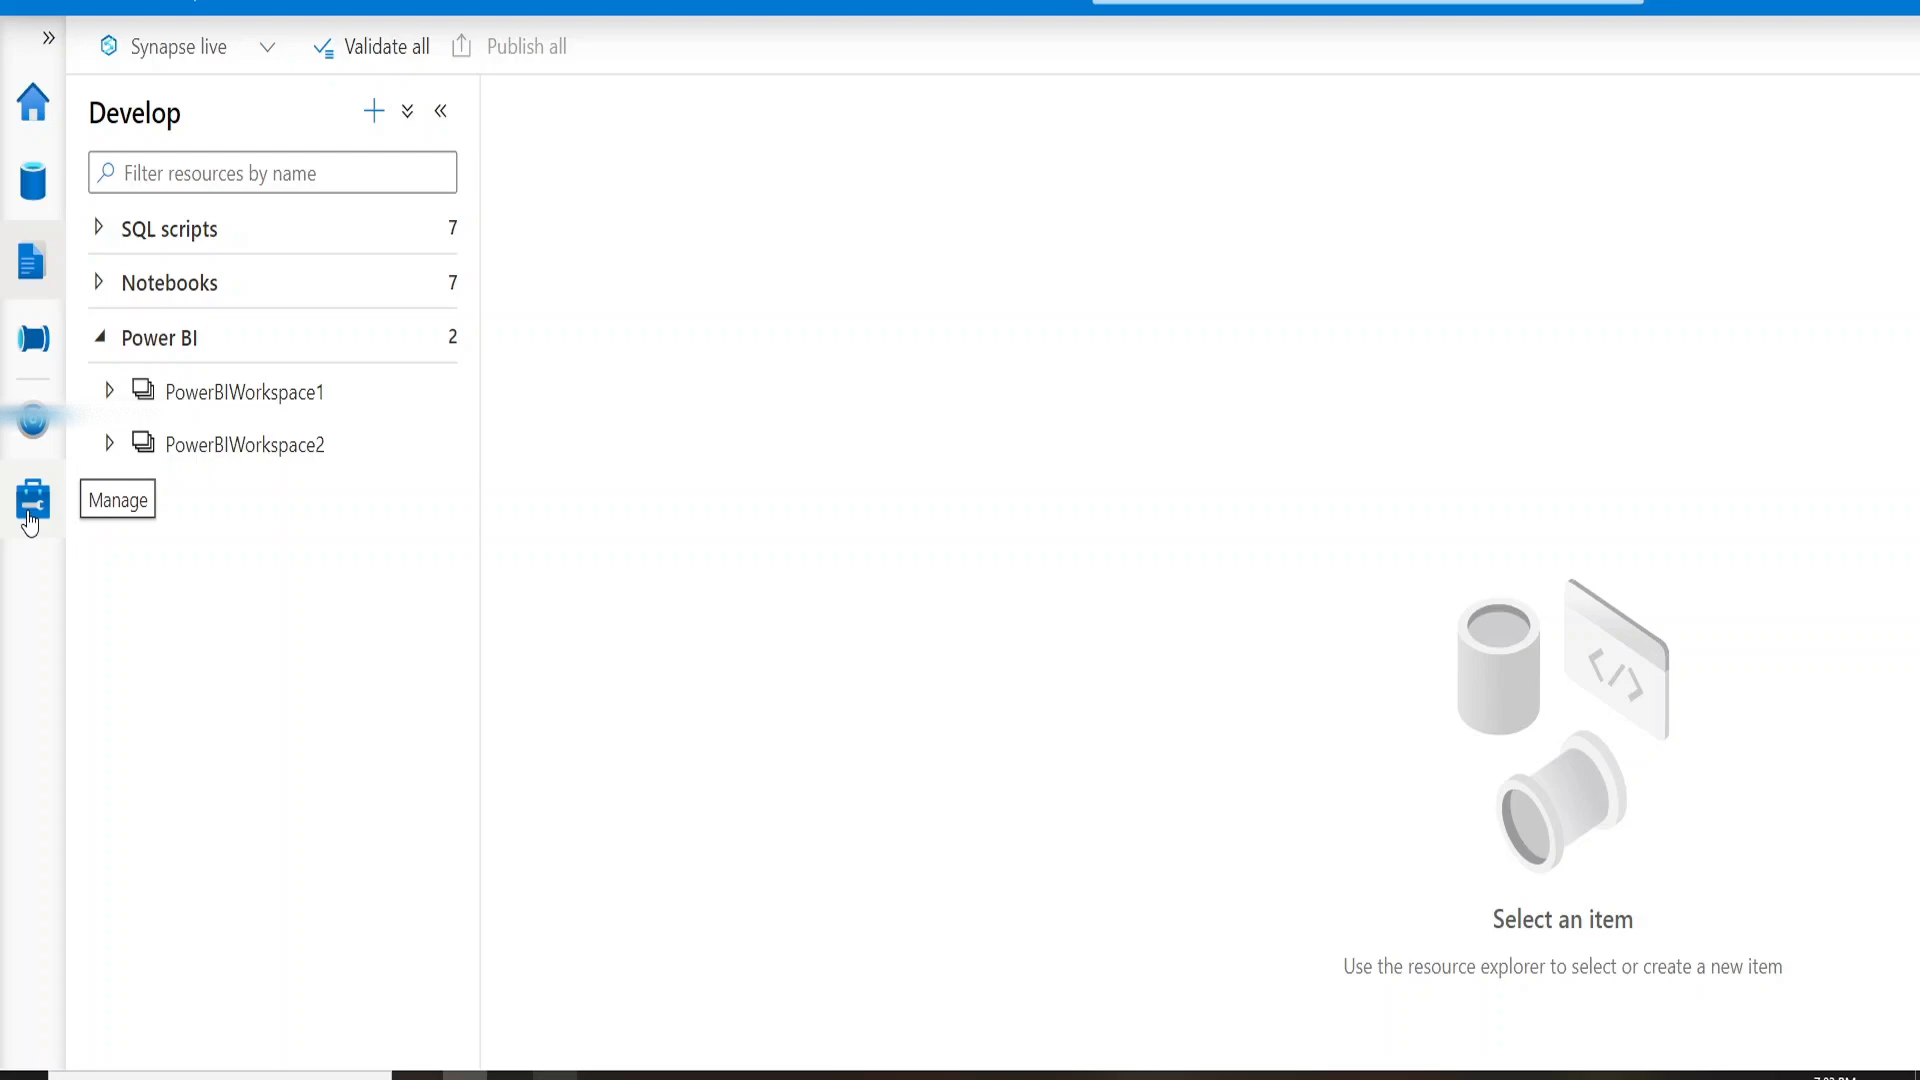 Synapse live
Validate all
Publish all
Develop
Filter resources by name
SQL scripts 7
Notebooks 7
Power BI 2
PowerBIWorkspace1
PowerBIWorkspace2
Manage
</>
Select an item
Use the resource explorer to select or create a new item